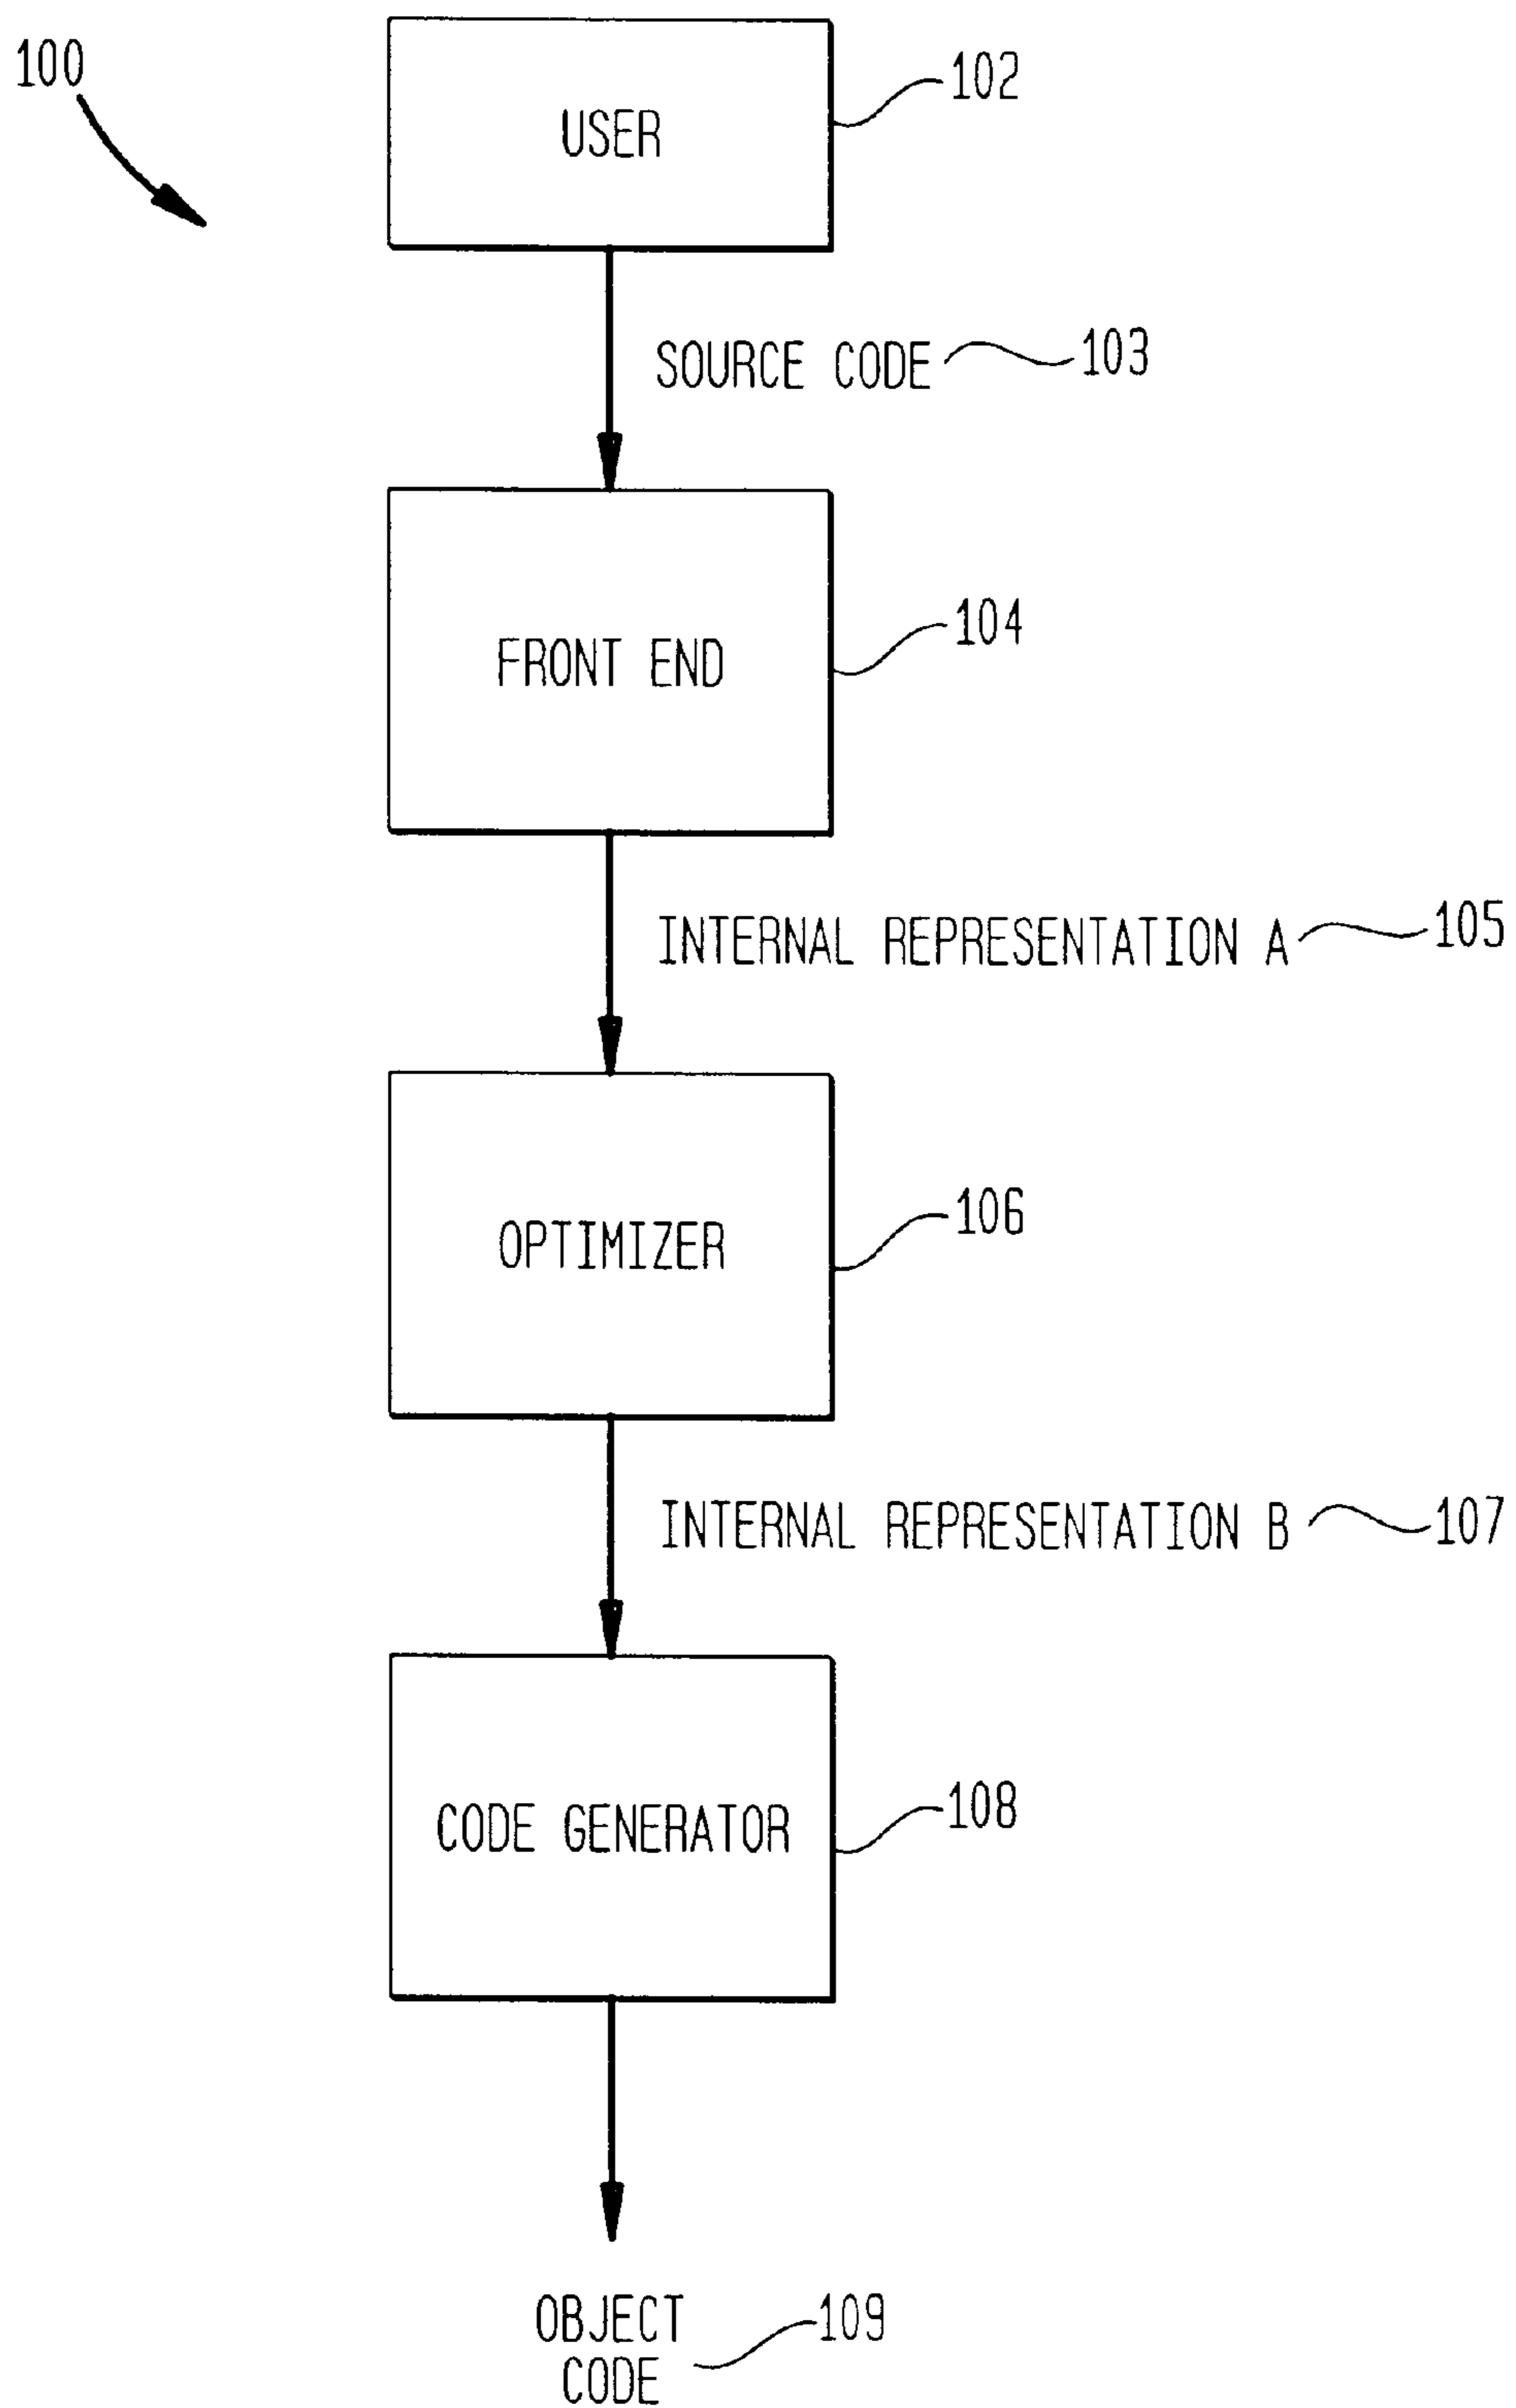 100
USER
102
SOURCE CODE
103
FRONT END
104
INTERNAL REPRESENTATION A
105
OPTIMIZER
106
INTERNAL REPRESENTATION B
107
CODE GENERATOR
108
OBJECT
CODE
109